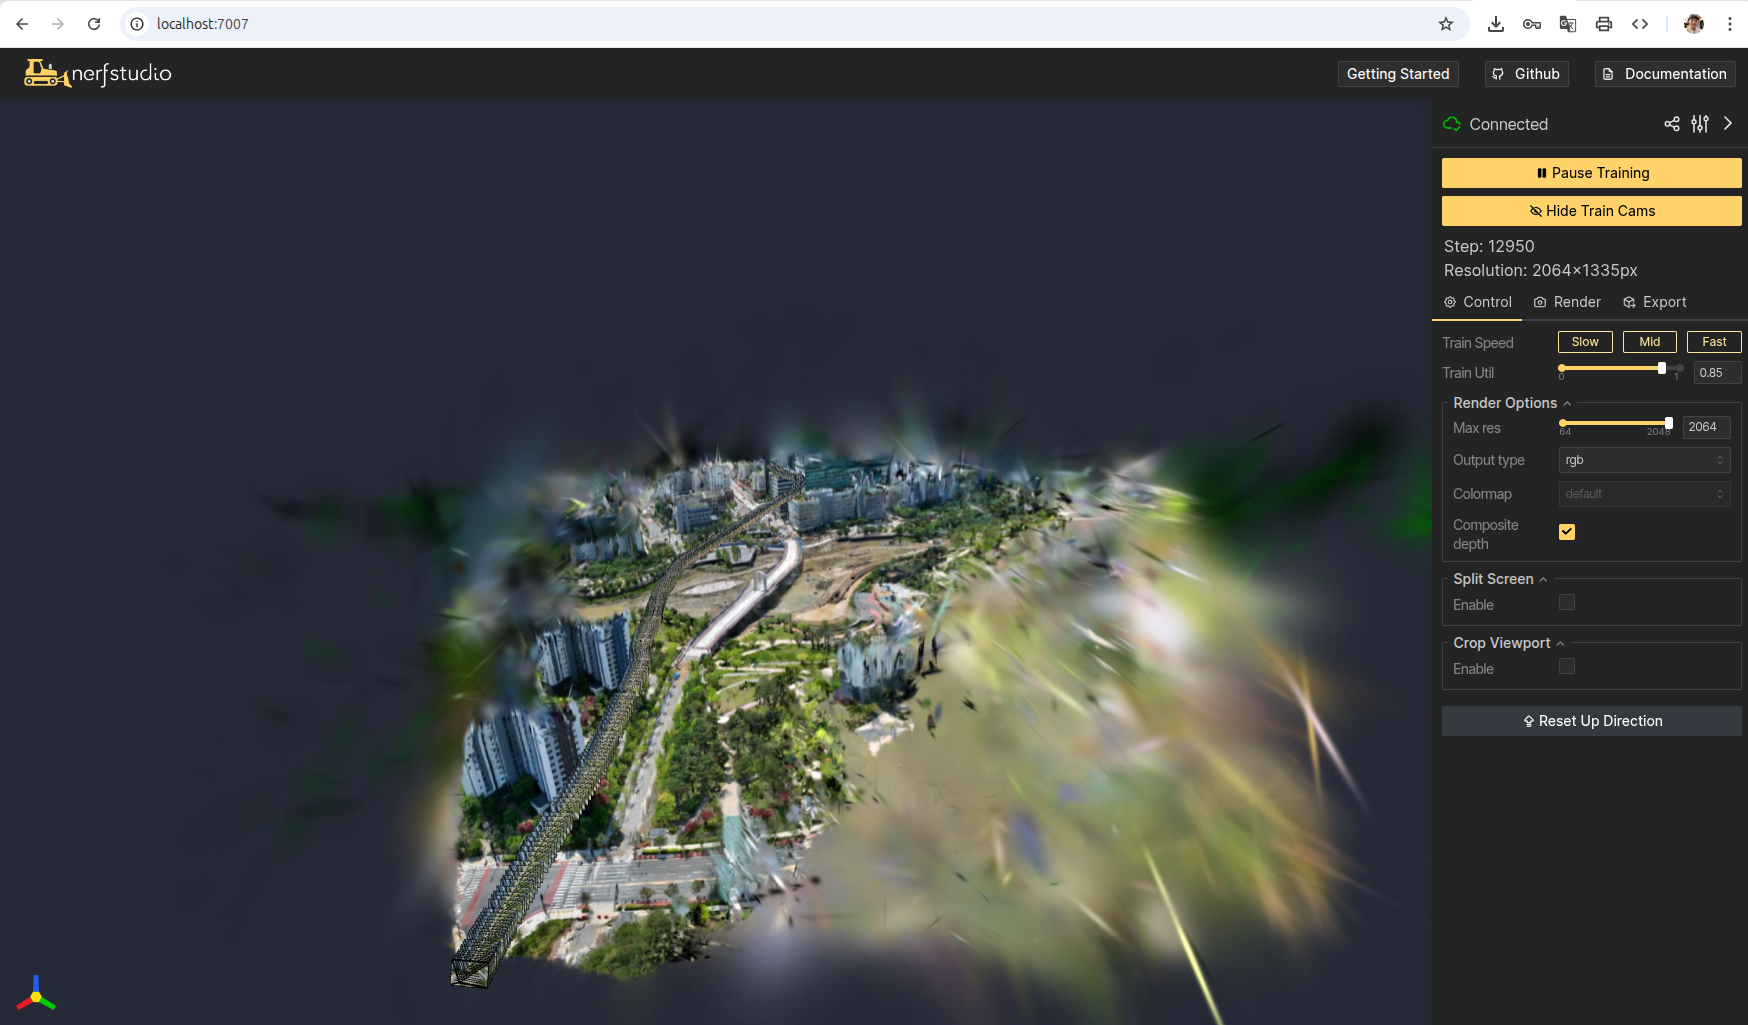 localhost:7007
nerfstudio
Getting Started
Github
Documentation
Connected
Pause Training
Hide Train Cams
Step: 12950
Resolution: 2064×1335px
Control Render Export
Train Speed Slow Mid Fast
Train Util 0 1 0.85
Render Options
Max res 64 2048 2064
Output type rgb
Colormap default
Composite
depth
Split Screen
Enable
Crop Viewport
Enable
Reset Up Direction